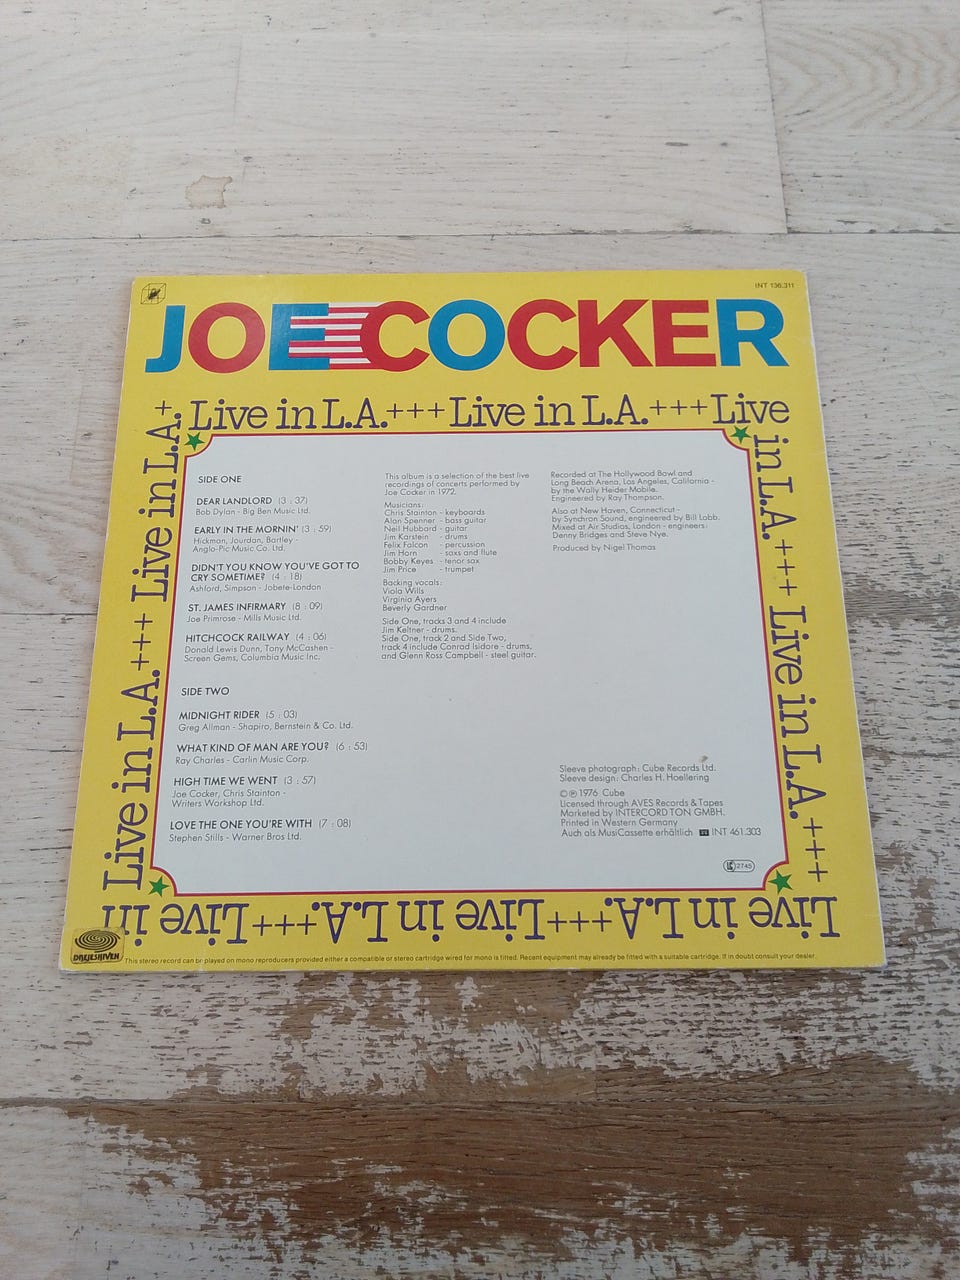 INT 136.311
JOE COCKER
Live in L.A.+++Live in L.A.+++Live
in L.A.+++ Live in L.A.+++
Live in L.A.+++Live in L.A.+++Live in
Live in L.A.+++ Live in L.A.+
SIDE ONE
DEAR LANDLORD (3 : 37)
Bob Dylan - Big Ben Music Ltd.
EARLY IN THE MORNIN' (3 : 59)
Hickman, Jourdan, Bartley -
Anglo-Pic Music Co. Ltd.
DIDN'T YOU KNOW YOU'VE GOT TO
CRY SOMETIME? (4 : 18)
Ashford, Simpson - Jobete-London
ST. JAMES INFIRMARY (8 : 09)
Joe Primrose - Mills Music Ltd.
HITCHCOCK RAILWAY (4 : 06)
Donald Lewis Dunn, Tony McCashen -
Screen Gems, Columbia Music Inc.
SIDE TWO
MIDNIGHT RIDER (5 : 03)
Greg Allman - Shapiro, Bernstein & Co. Ltd.
WHAT KIND OF MAN ARE YOU? (6 : 53)
Ray Charles - Carlin Music Corp.
HIGH TIME WE WENT (3 : 57)
Joe Cocker, Chris Stainton -
Writers Workshop Ltd.
LOVE THE ONE YOU'RE WITH (7 : 08)
Stephen Stills - Warner Bros Ltd.
This album is a selection of the best live
recordings of concerts performed by
Joe Cocker in 1972.
Musicians:
Chris Stainton - keyboards
Alan Spenner - bass guitar
Neil Hubbard - guitar
Jim Karstein - drums
Felix Falcon - percussion
Jim Horn - saxs and flute
Bobby Keyes - tenor sax
Jim Price - trumpet
Backing vocals:
Viola Wills
Virginia Ayers
Beverly Gardner
Side One, tracks 3 and 4 include
Jim Keltner - drums.
Side One, track 2 and Side Two,
track 4 include Conrad Isidore - drums,
and Glenn Ross Campbell - steel guitar.
Recorded at The Hollywood Bowl and
Long Beach Arena, Los Angeles, California -
by the Wally Heider Mobile.
Engineered by Ray Thompson.
Also at New Haven, Connecticut -
by Synchron Sound, engineered by Bill Lobb.
Mixed at Air Studios, London - engineers:
Denny Bridges and Steve Nye.
Produced by Nigel Thomas
Sleeve photograph: Cube Records Ltd.
Sleeve design: Charles H. Hoellering
© ℗ 1976 Cube
Licensed through AVES Records & Tapes
Marketed by INTERCORD TON GMBH.
Printed in Western Germany
Auch als MusiCassette erhältlich INT 461.303
2745
DREJESKIVEN
This stereo record can be played on mono reproducers provided either a compatible or stereo cartridge wired for mono is fitted. Recent equipment may already be fitted with a suitable cartridge. If in doubt consult your dealer.